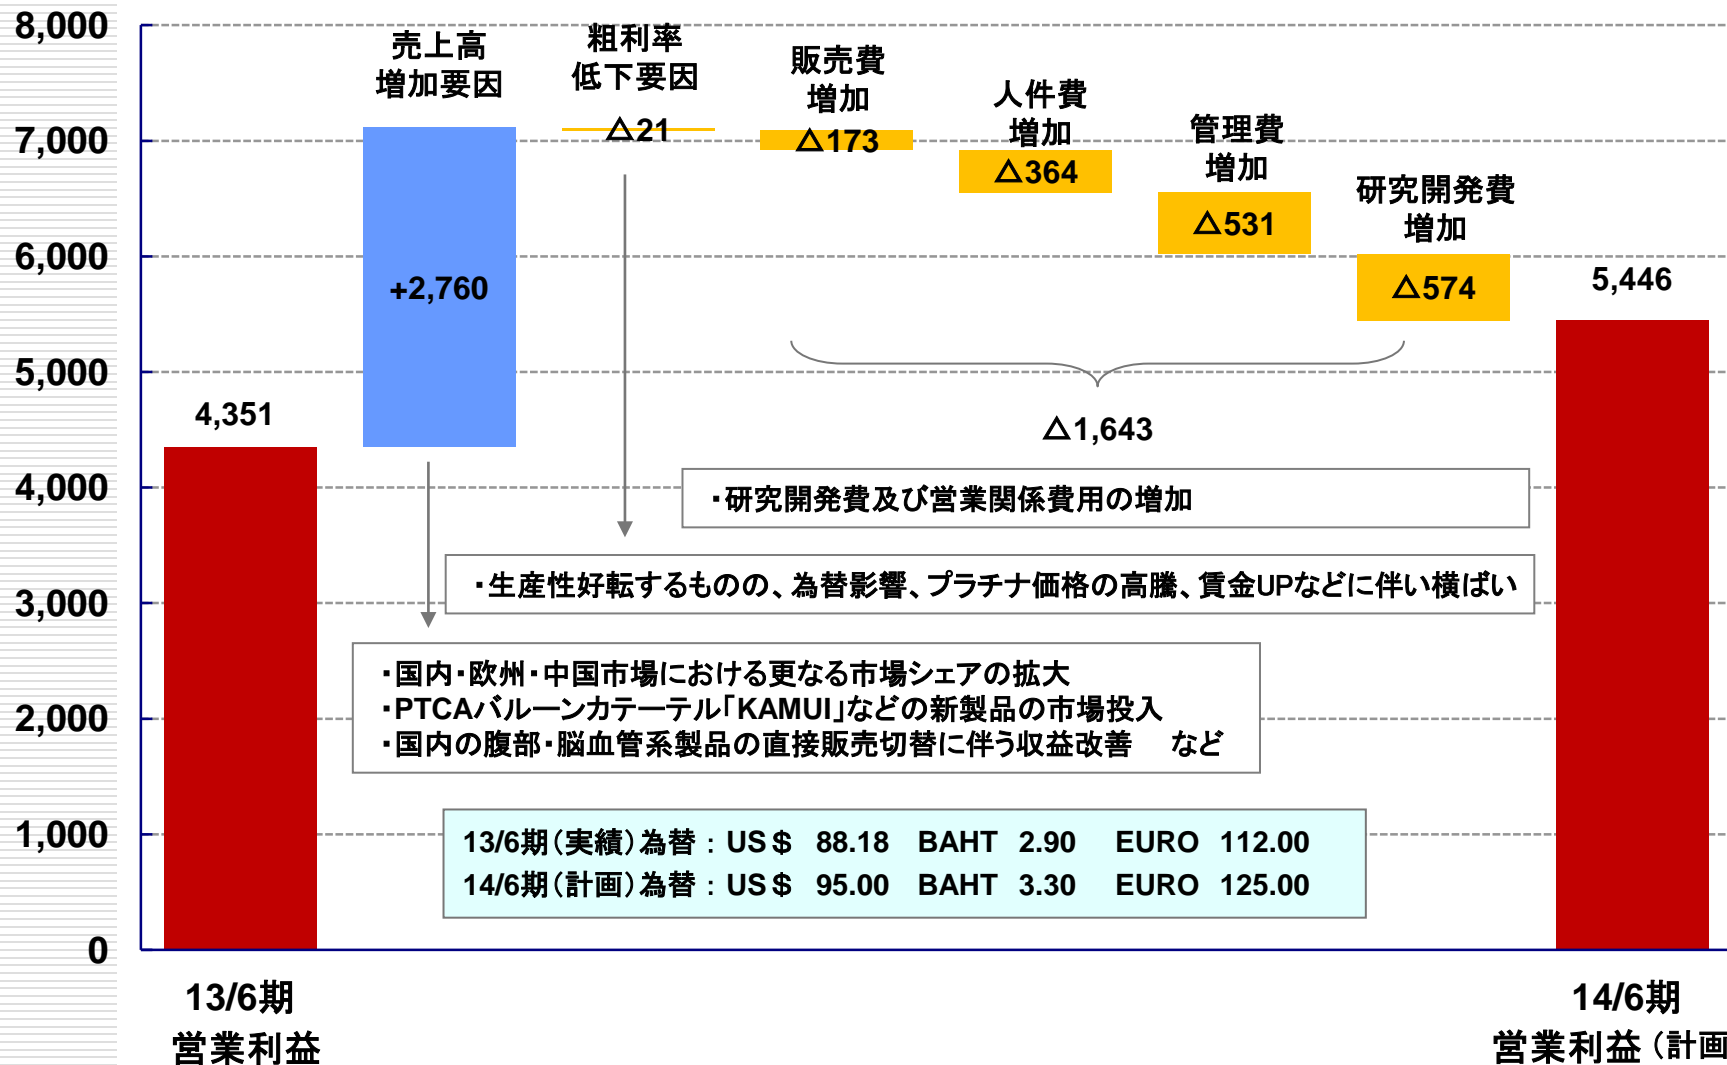 8,000
7,000
6,000
5,000
4,000
3,000
2,000
1,000
0
売上高
増加要因
粗利率
低下要因
販売費
増加
人件費
増加
管理費
増加
研究開発費
増加
4,351
+2,760
△21
△173
△364
△531
△574
5,446
△1,643
・研究開発費及び営業関係費用の増加
・生産性好転するものの、為替影響、プラチナ価格の高騰、賃金UPなどに伴い横ばい
・国内・欧州・中国市場における更なる市場シェアの拡大
・PTCAバルーンカテーテル「KAMUI」などの新製品の市場投入
・国内の腹部・脳血管系製品の直接販売切替に伴う収益改善 など
13/6期(実績)為替：US＄ 88.18 BAHT 2.90 EURO 112.00
14/6期(計画)為替：US＄ 95.00 BAHT 3.30 EURO 125.00
13/6期
営業利益
14/6期
営業利益（計画